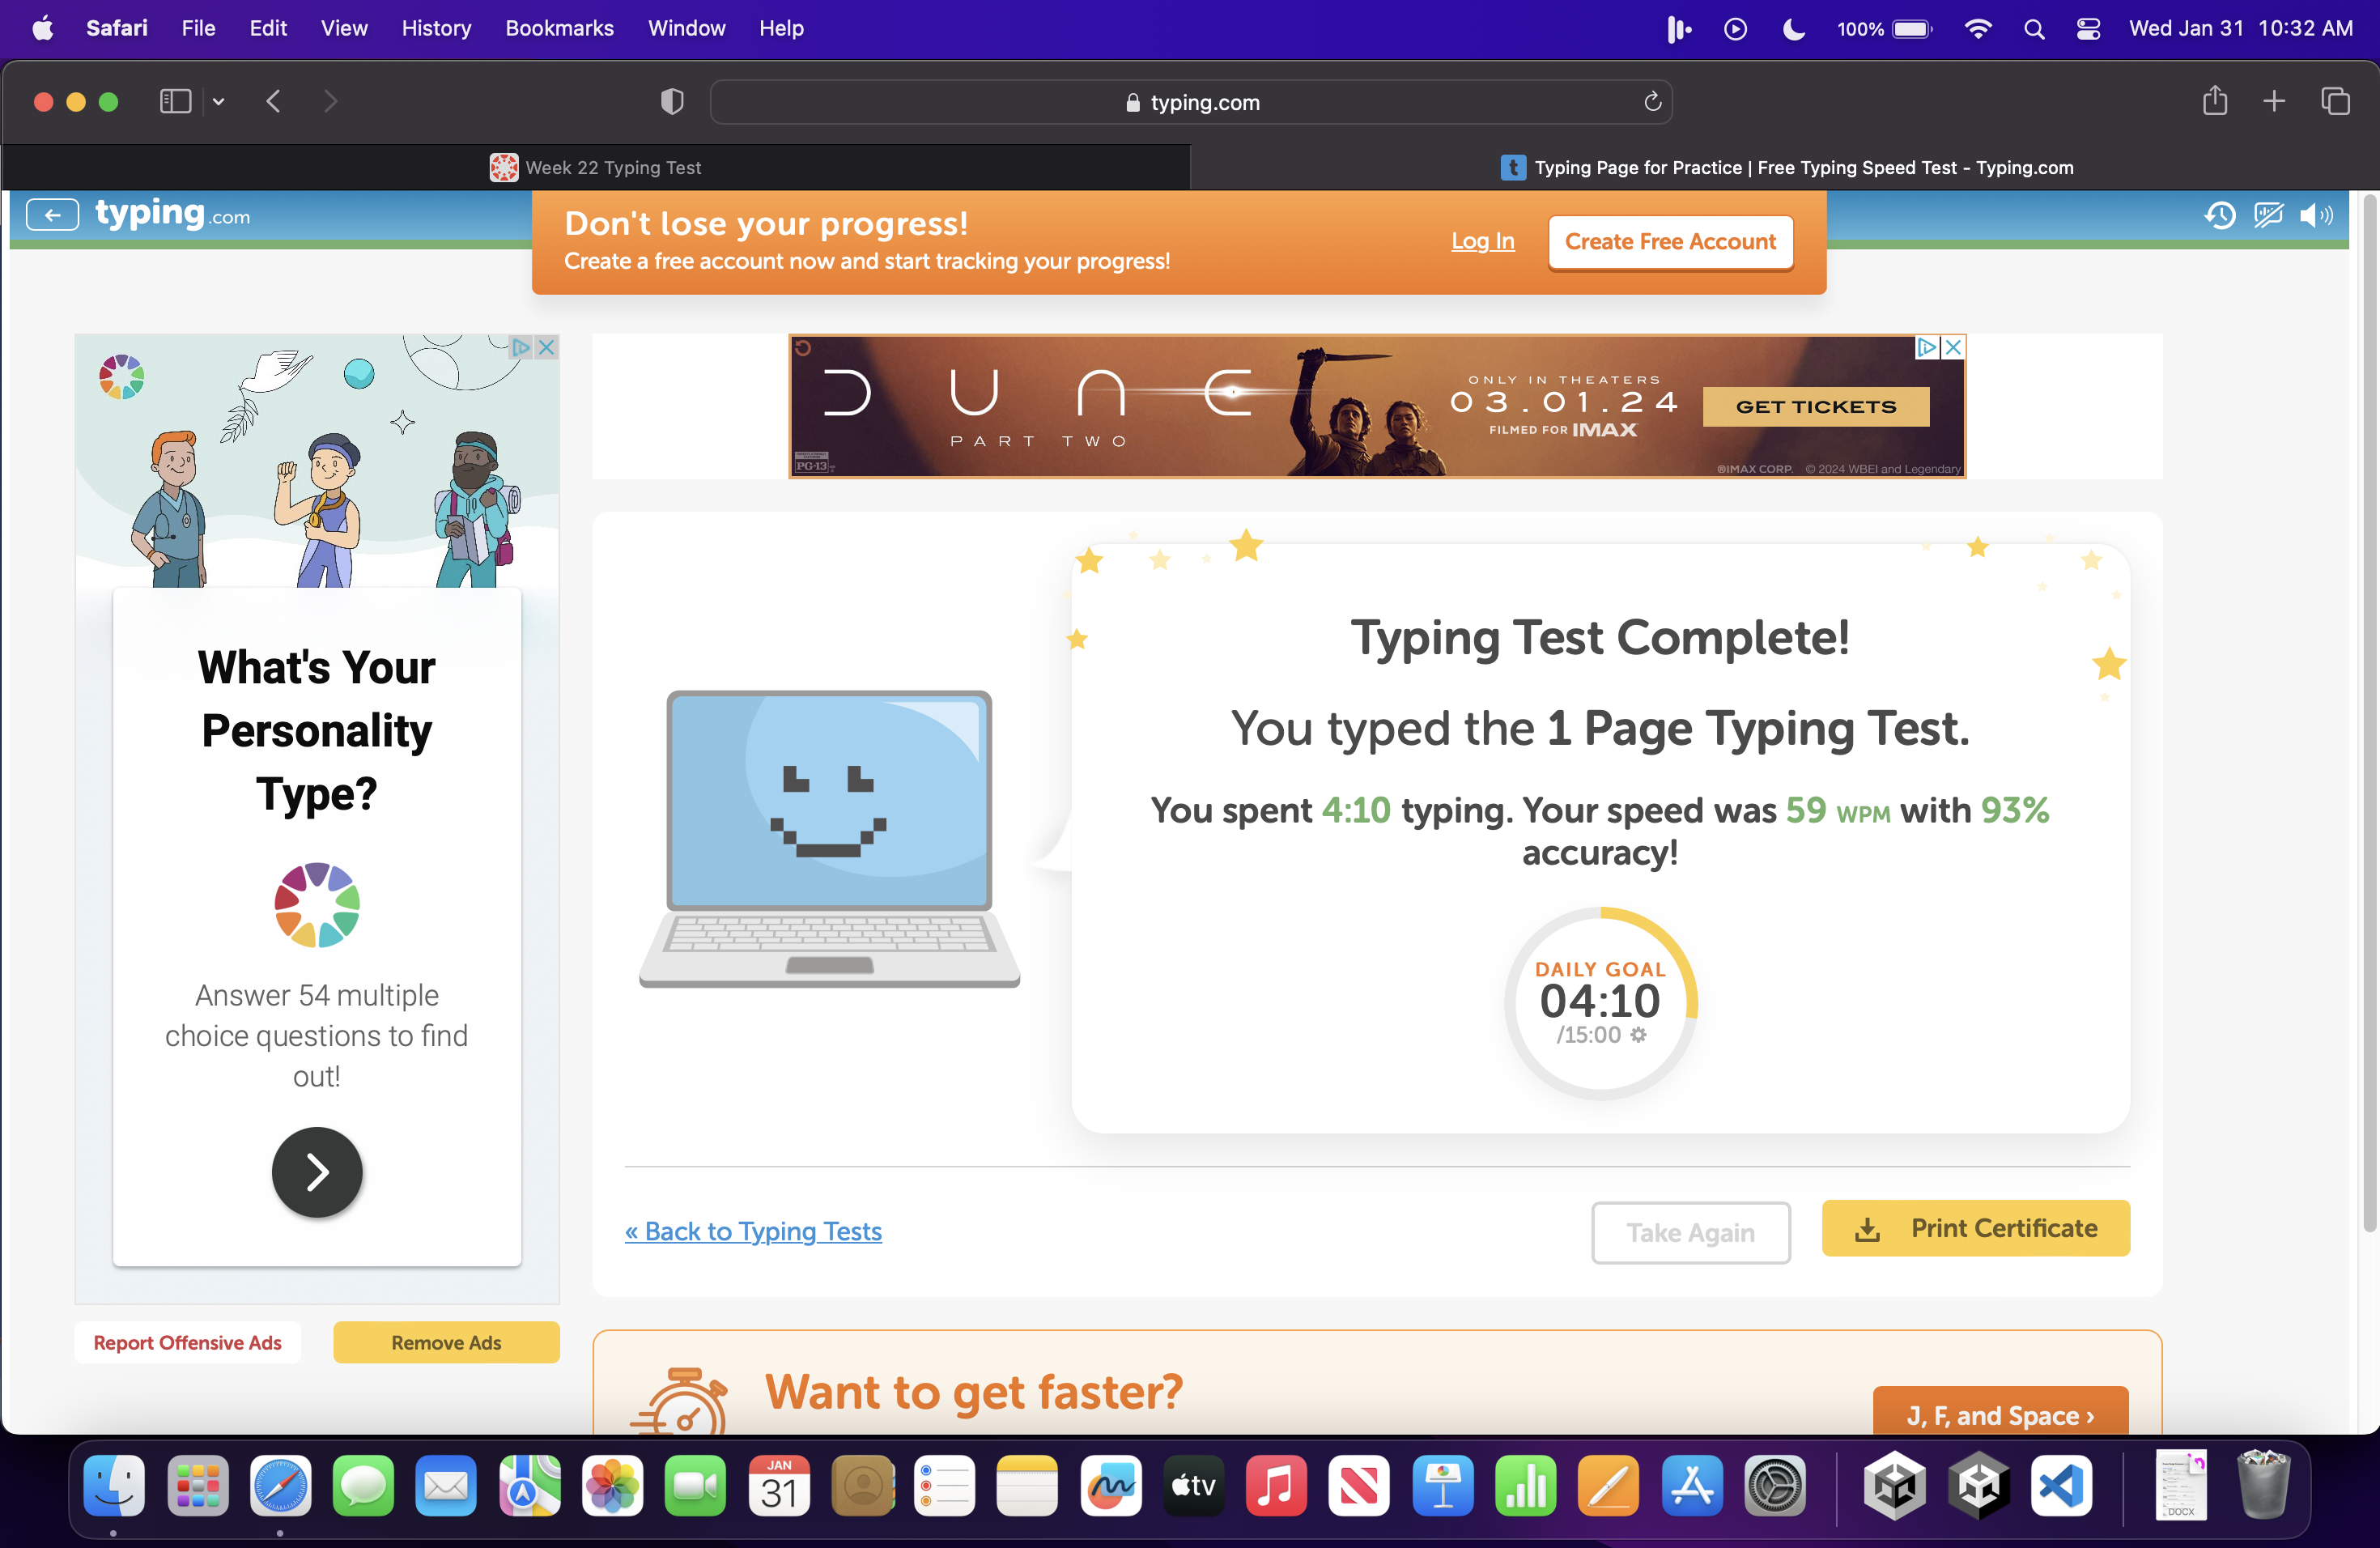 Safari File Edit View History Bookmarks Window Help 100% Wed Jan 31 10:32 AM
typing.com
Week 22 Typing Test
t Typing Page for Practice | Free Typing Speed Test - Typing.com
typing.com
Don't lose your progress!
Create a free account now and start tracking your progress!
Log In
Create Free Account
What's Your
Personality
Type?
Answer 54 multiple
choice questions to find
out!
Report Offensive Ads
Remove Ads
DUNE
PART TWO
PG-13
ONLY IN THEATERS
03.01.24
FILMED FOR IMAX
GET TICKETS
®IMAX CORP. © 2024 WBEI and Legendary
Typing Test Complete!
You typed the 1 Page Typing Test.
You spent 4:10 typing. Your speed was 59 WPM with 93%
accuracy!
DAILY GOAL
04:10
/15:00
« Back to Typing Tests
Take Again
Print Certificate
Want to get faster?
J, F, and Space ›
JAN
31
tv
DOCX